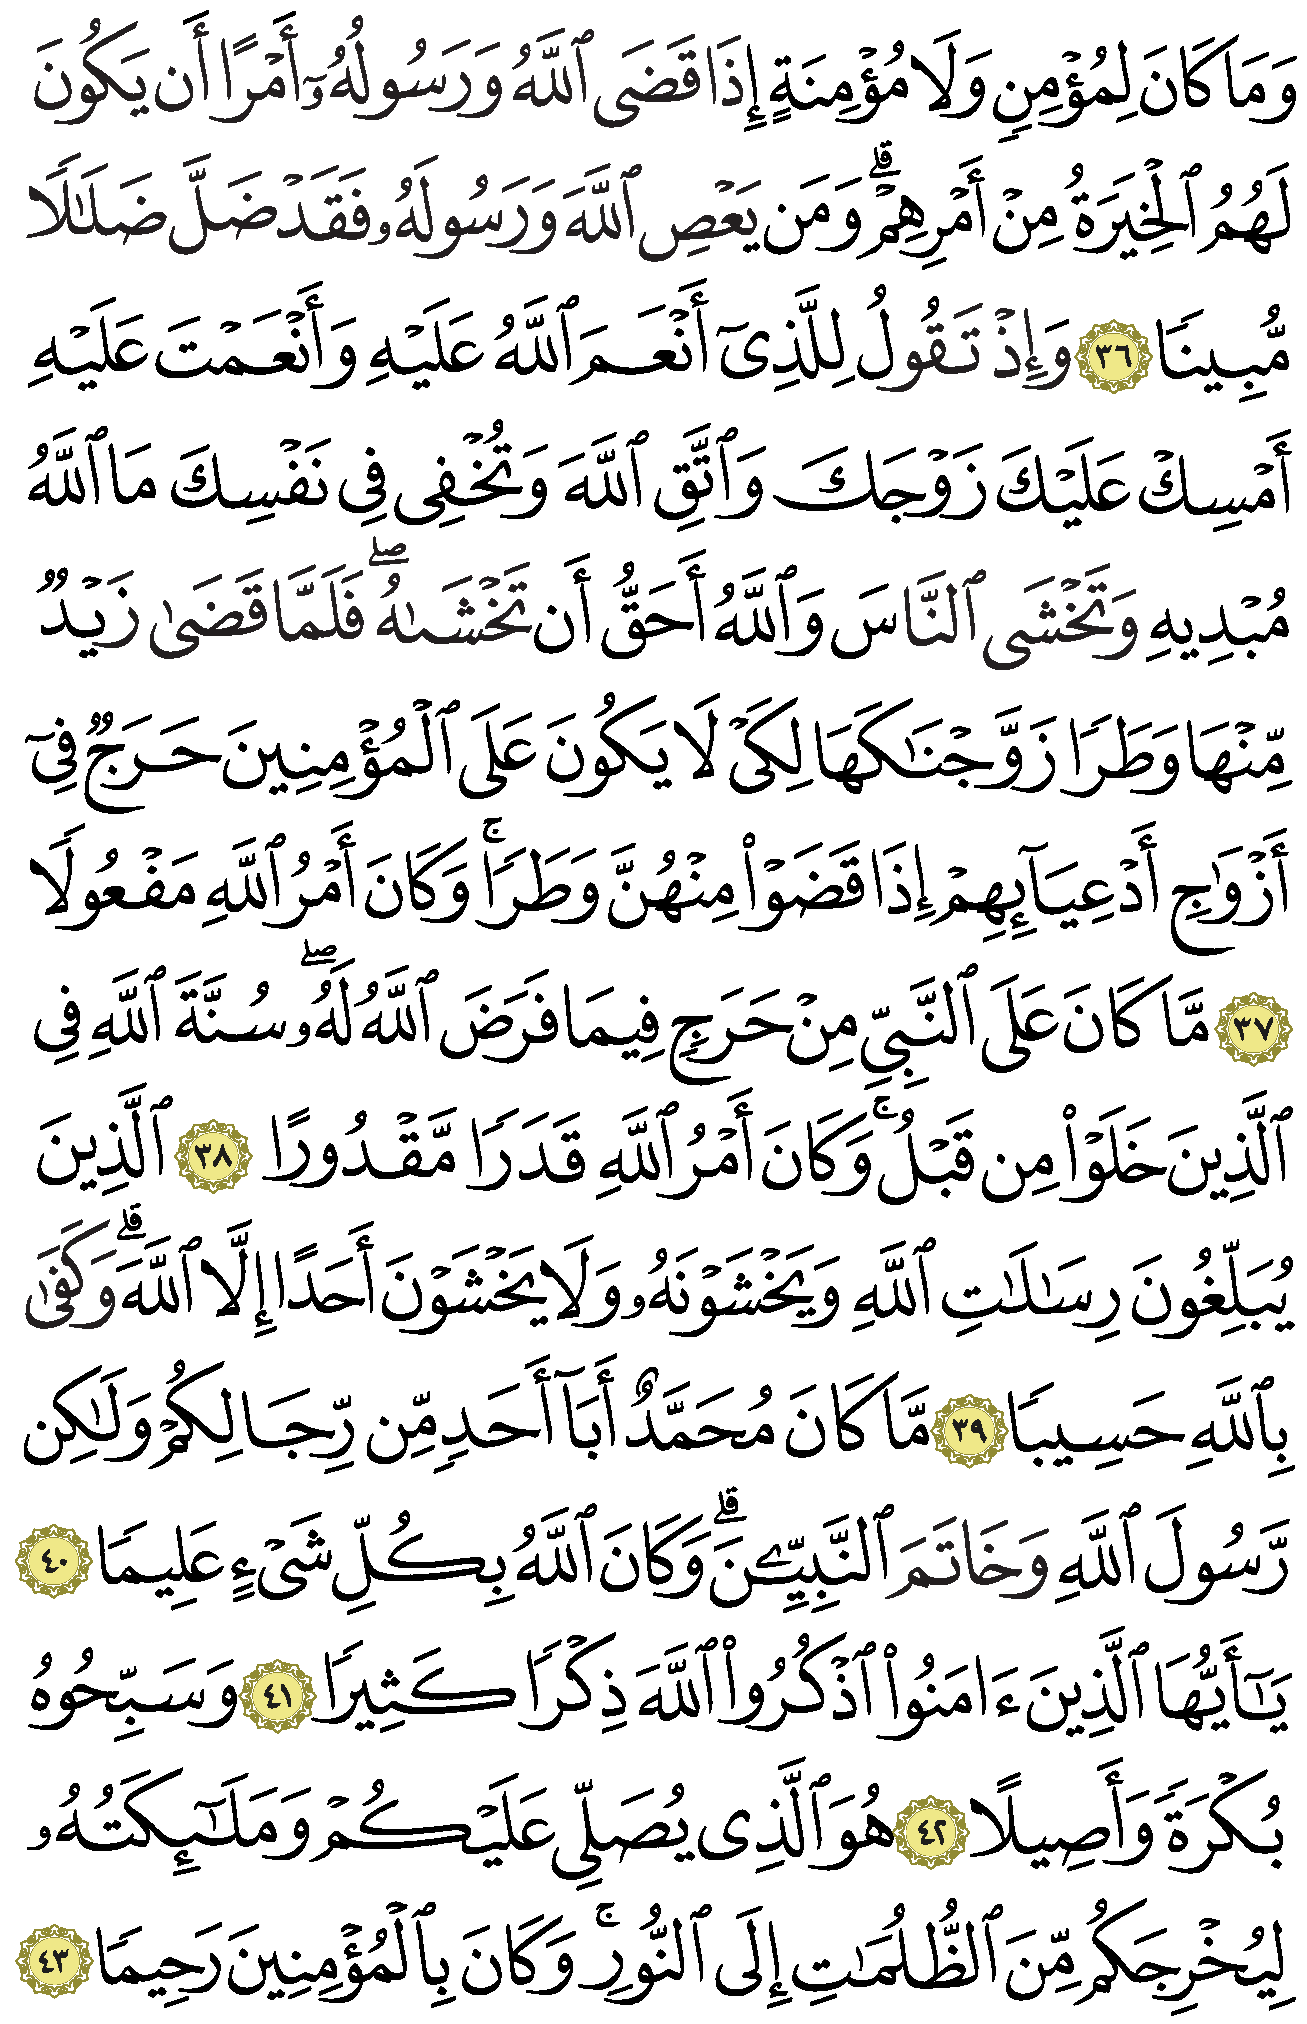 وَمَا كَانَ لِمُؤۡمِنٖ وَلَا مُؤۡمِنَةٍ إِذَا قَضَى ٱللَّهُ وَرَسُولُهُۥٓ أَمۡرًا أَن يَكُونَ
لَهُمُ ٱلۡخِيَرَةُ مِنۡ أَمۡرِهِمۡۗ وَمَن يَعۡصِ ٱللَّهَ وَرَسُولَهُۥ فَقَدۡ ضَلَّ ضَلَٰلٗا
مُّبِينٗا ٣٦ وَإِذۡ تَقُولُ لِلَّذِيٓ أَنۡعَمَ ٱللَّهُ عَلَيۡهِ وَأَنۡعَمۡتَ عَلَيۡهِ
أَمۡسِكۡ عَلَيۡكَ زَوۡجَكَ وَٱتَّقِ ٱللَّهَ وَتُخۡفِي فِي نَفۡسِكَ مَا ٱللَّهُ
مُبۡدِيهِ وَتَخۡشَى ٱلنَّاسَ وَٱللَّهُ أَحَقُّ أَن تَخۡشَىٰهُۖ فَلَمَّا قَضَىٰ زَيۡدٞ
مِّنۡهَا وَطَرٗا زَوَّجۡنَٰكَهَا لِكَيۡ لَا يَكُونَ عَلَى ٱلۡمُؤۡمِنِينَ حَرَجٞ فِيٓ
أَزۡوَٰجِ أَدۡعِيَآئِهِمۡ إِذَا قَضَوۡاْ مِنۡهُنَّ وَطَرٗاۚ وَكَانَ أَمۡرُ ٱللَّهِ مَفۡعُولٗا
٣٧ مَّا كَانَ عَلَى ٱلنَّبِيِّ مِنۡ حَرَجٖ فِيمَا فَرَضَ ٱللَّهُ لَهُۥۖ سُنَّةَ ٱللَّهِ فِي
ٱلَّذِينَ خَلَوۡاْ مِن قَبۡلُۚ وَكَانَ أَمۡرُ ٱللَّهِ قَدَرٗا مَّقۡدُورًا ٣٨ ٱلَّذِينَ
يُبَلِّغُونَ رِسَٰلَٰتِ ٱللَّهِ وَيَخۡشَوۡنَهُۥ وَلَا يَخۡشَوۡنَ أَحَدًا إِلَّا ٱللَّهَۗ وَكَفَىٰ
بِٱللَّهِ حَسِيبٗا ٣٩ مَّا كَانَ مُحَمَّدٌ أَبَآ أَحَدٖ مِّن رِّجَالِكُمۡ وَلَٰكِن
رَّسُولَ ٱللَّهِ وَخَاتَمَ ٱلنَّبِيِّـۧنَۗ وَكَانَ ٱللَّهُ بِكُلِّ شَيۡءٍ عَلِيمٗا ٤٠
يَٰٓأَيُّهَا ٱلَّذِينَ ءَامَنُواْ ٱذۡكُرُواْ ٱللَّهَ ذِكۡرٗا كَثِيرٗا ٤١ وَسَبِّحُوهُ
بُكۡرَةٗ وَأَصِيلًا ٤٢ هُوَ ٱلَّذِي يُصَلِّي عَلَيۡكُمۡ وَمَلَٰٓئِكَتُهُۥ
لِيُخۡرِجَكُم مِّنَ ٱلظُّلُمَٰتِ إِلَى ٱلنُّورِۚ وَكَانَ بِٱلۡمُؤۡمِنِينَ رَحِيمٗا ٤٣